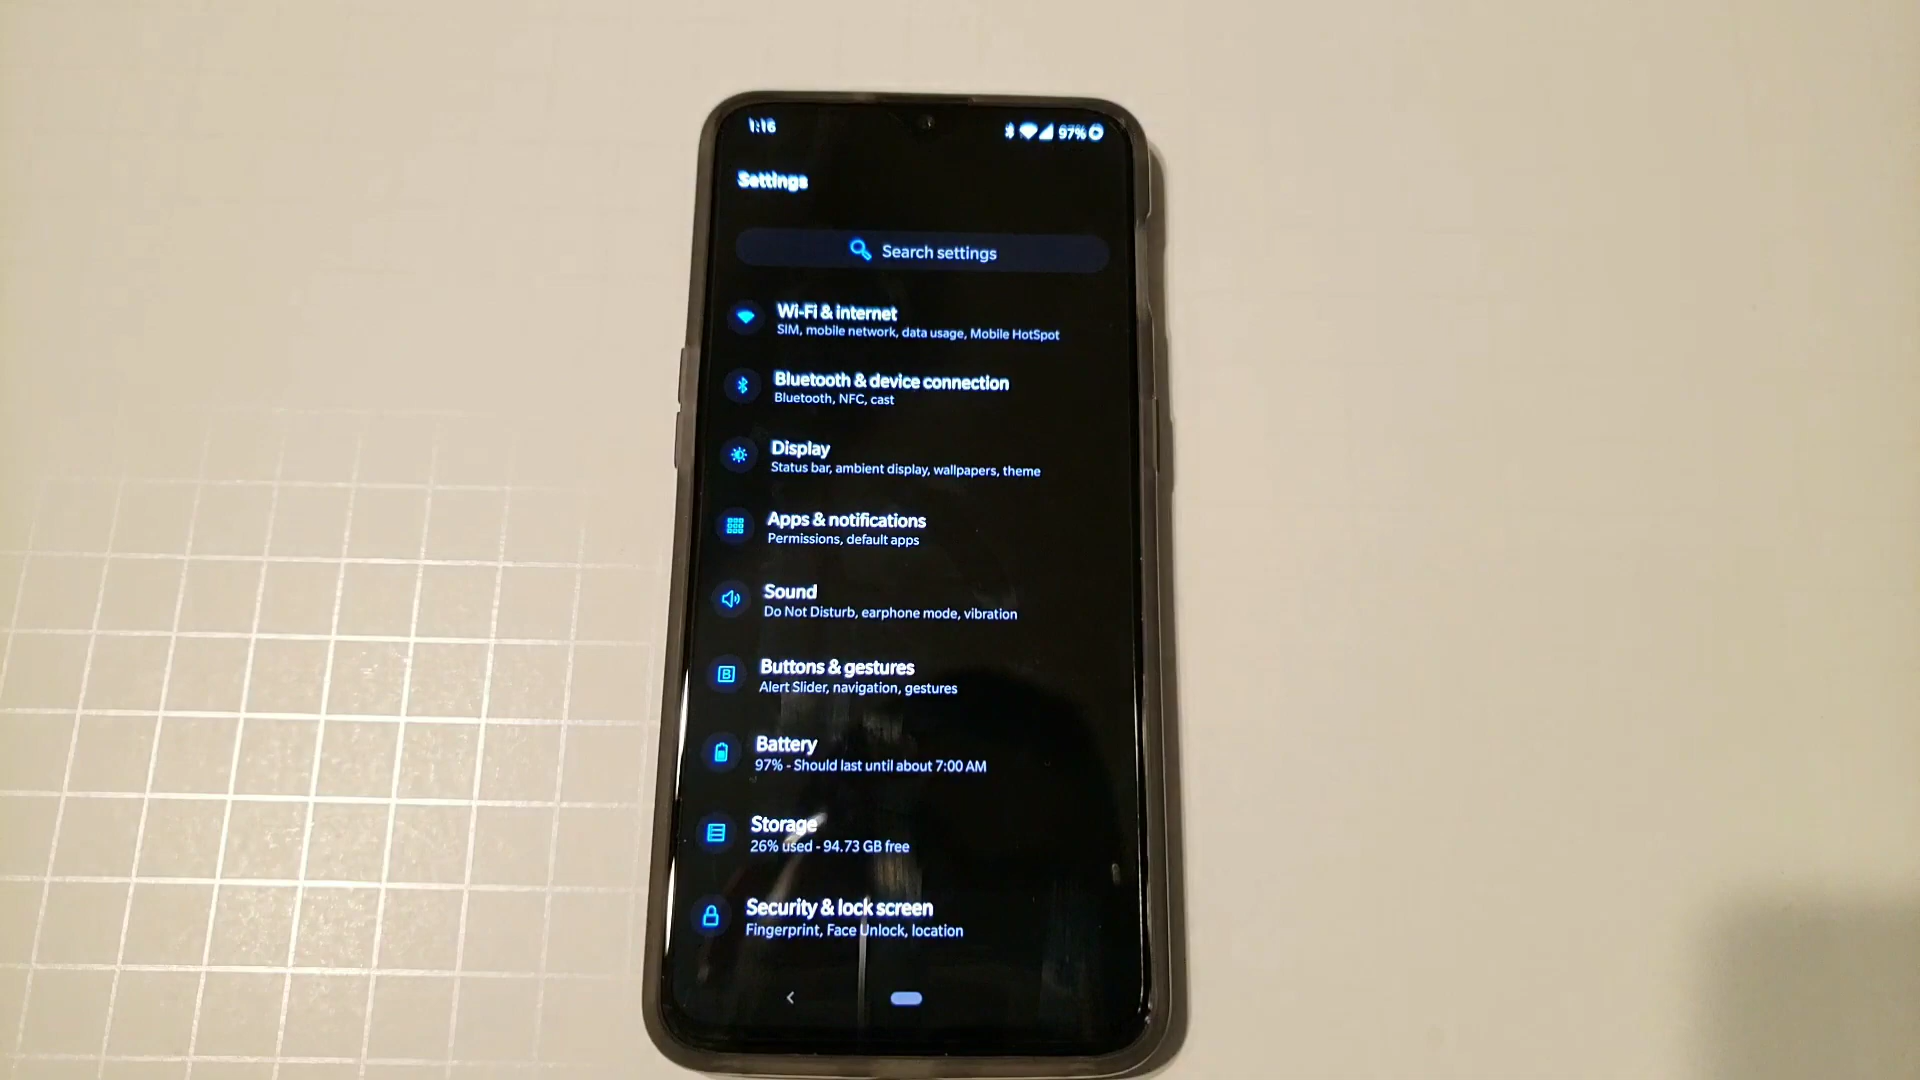 1:16
97%
Settings
Search settings
Wi-Fi & internet
SIM, mobile network, data usage, Mobile HotSpot
Bluetooth & device connection
Bluetooth, NFC, cast
Display
Status bar, ambient display, wallpapers, theme
Apps & notifications
Permissions, default apps
Sound
Do Not Disturb, earphone mode, vibration
Buttons & gestures
Alert Slider, navigation, gestures
Battery
97% - Should last until about 7:00 AM
Storage
26% used - 94.73 GB free
Security & lock screen
Fingerprint, Face Unlock, location